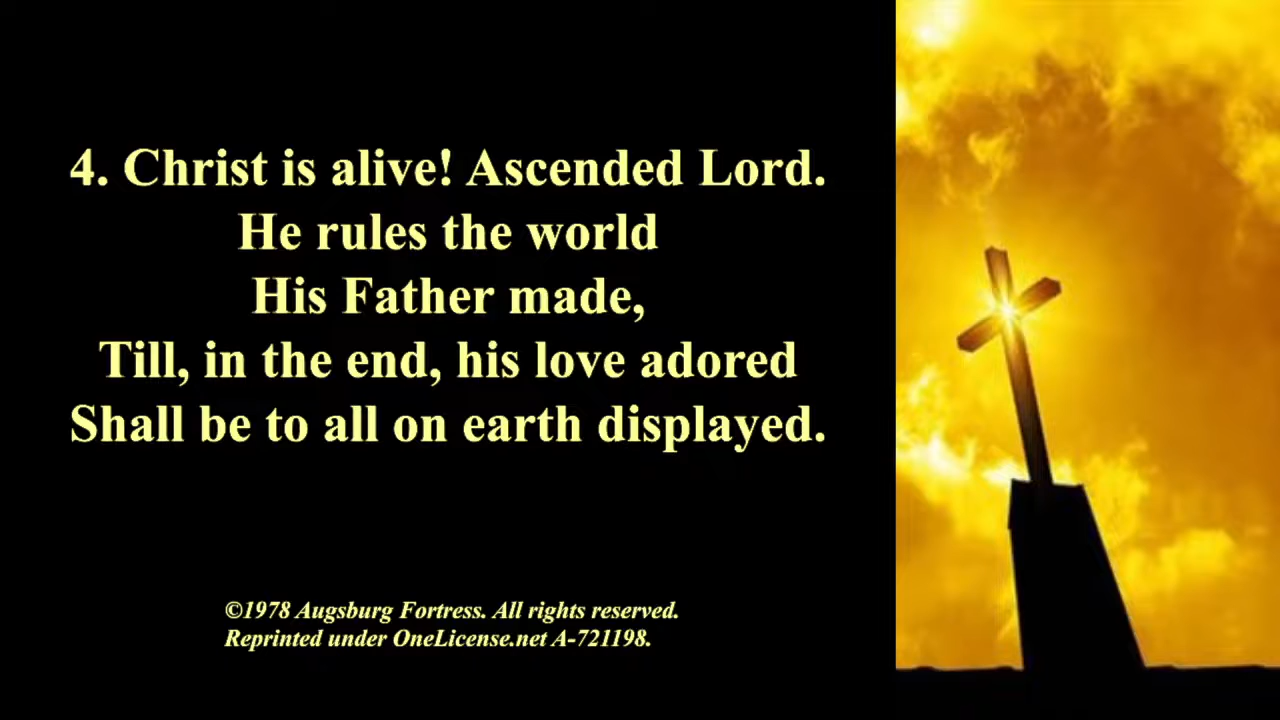 4. Christ is alive! Ascended Lord.
He rules the world
His Father made,
Till, in the end, his love adored
Shall be to all on earth displayed.
©1978 Augsburg Fortress. All rights reserved.
Reprinted under OneLicense.net A-721198.